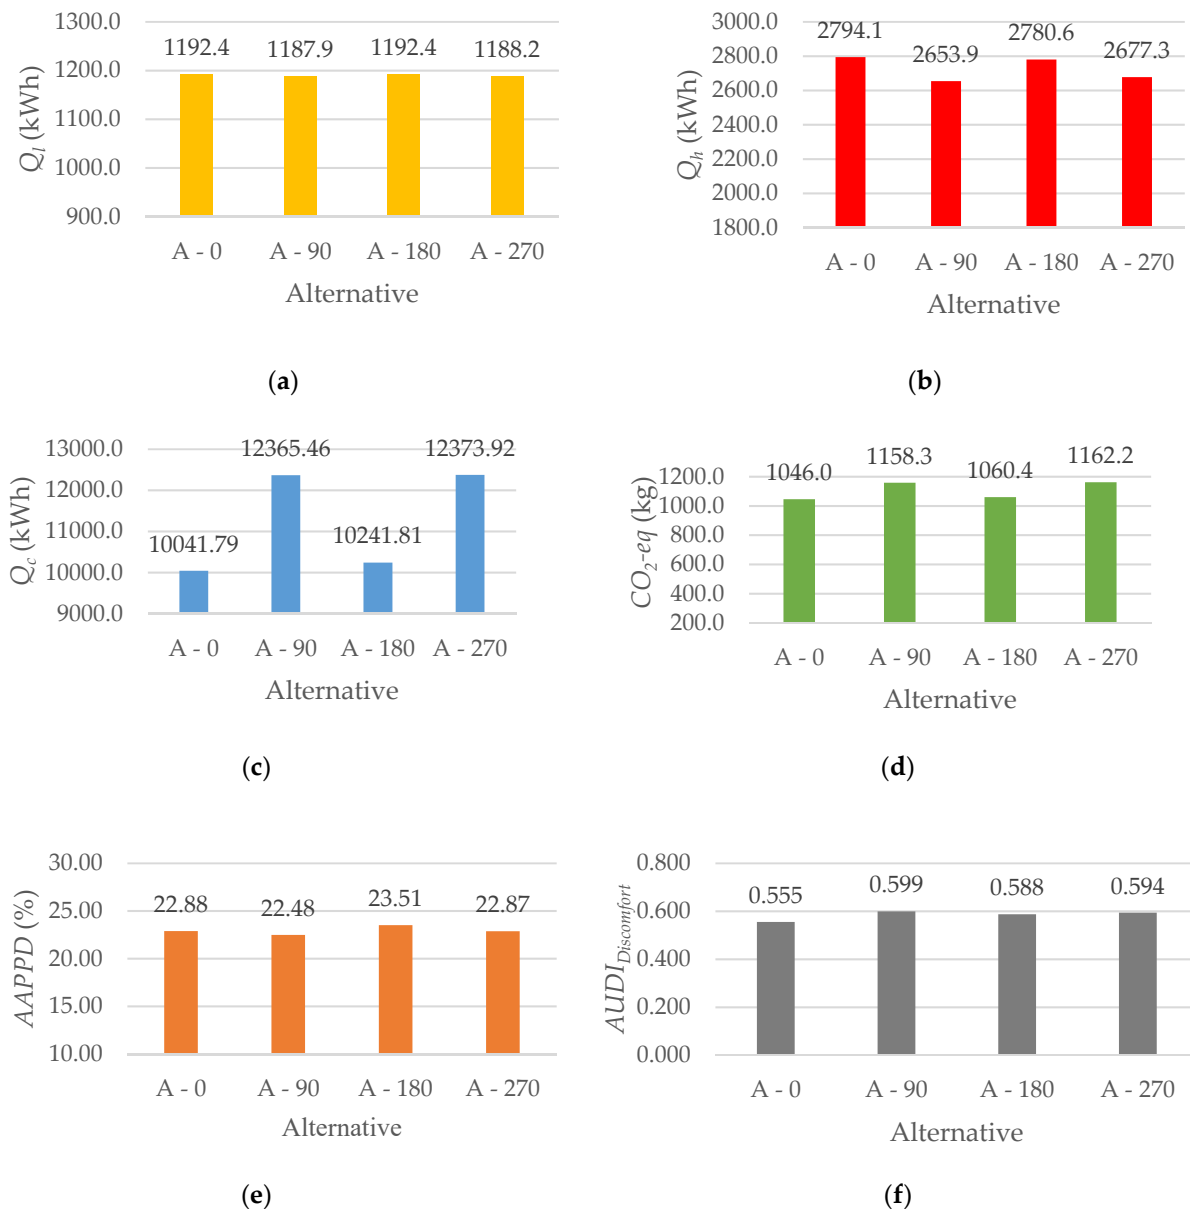 1300.0
1200.0
1100.0
1000.0
900.0
Q_l (kWh)
1192.4 1187.9 1192.4 1188.2
A - 0 A - 90 A - 180 A - 270
Alternative
(a)
3000.0
2800.0
2600.0
2400.0
2200.0
2000.0
1800.0
Q_h (kWh)
2794.1 2653.9 2780.6 2677.3
A - 0 A - 90 A - 180 A - 270
Alternative
(b)
13000.0
12000.0
11000.0
10000.0
9000.0
Q_c (kWh)
10041.79 12365.46 10241.81 12373.92
A - 0 A - 90 A - 180 A - 270
Alternative
(c)
1200.0
1000.0
800.0
600.0
400.0
200.0
CO_2-eq (kg)
1046.0 1158.3 1060.4 1162.2
A - 0 A - 90 A - 180 A - 270
Alternative
(d)
30.00
25.00
20.00
15.00
10.00
AAPPD (%)
22.88 22.48 23.51 22.87
A - 0 A - 90 A - 180 A - 270
Alternative
(e)
0.800
0.600
0.400
0.200
0.000
AUDI_Discomfort
0.555 0.599 0.588 0.594
A - 0 A - 90 A - 180 A - 270
Alternative
(f)